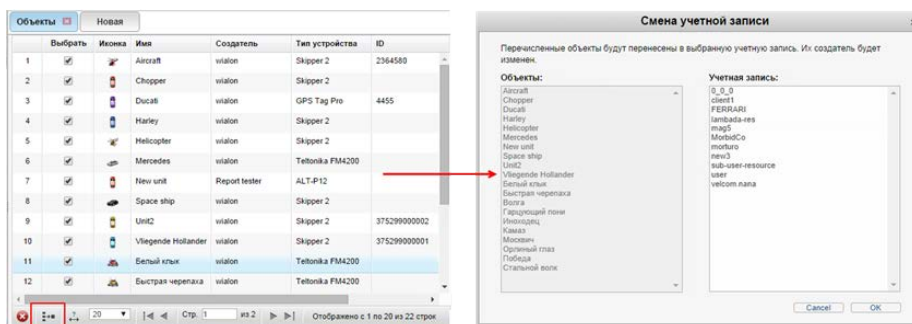 Объекты
Новая
Выбрать Иконка Имя Создатель Тип устройства ID
1 Aircraft wialon Skipper 2 2364580
2 Chopper wialon Skipper 2
3 Ducati wialon GPS Tag Pro 4455
4 Harley wialon Skipper 2
5 Helicopter wialon Skipper 2
6 Mercedes wialon Teltonika FM4200
7 New unit Report tester ALT-P12
8 Space ship wialon Skipper 2
9 Unit2 wialon Skipper 2 375299000002
10 Vliegende Hollander wialon Skipper 2 375299000001
11 Белый клык wialon Teltonika FM4200
12 Быстрая черепаха wialon Teltonika FM4200
20 Стр. 1 из 2 Отображено с 1 по 20 из 22 строк
Смена учетной записи
Перечисленные объекты будут перенесены в выбранную учетную запись. Их создатель будет
изменен.
Объекты:
Aircraft
Chopper
Ducati
Harley
Helicopter
Mercedes
New unit
Space ship
Unit2
Vliegende Hollander
Белый клык
Быстрая черепаха
Волга
Гарцующий пони
Иноходец
Камаз
Москвич
Орлиный глаз
Победа
Стальной волк
Учетная запись:
0_0_0
client1
FERRARI
lambada-res
mag5
MorbidCo
morturo
new3
sub-user-resource
user
velcom.nana
Cancel OK